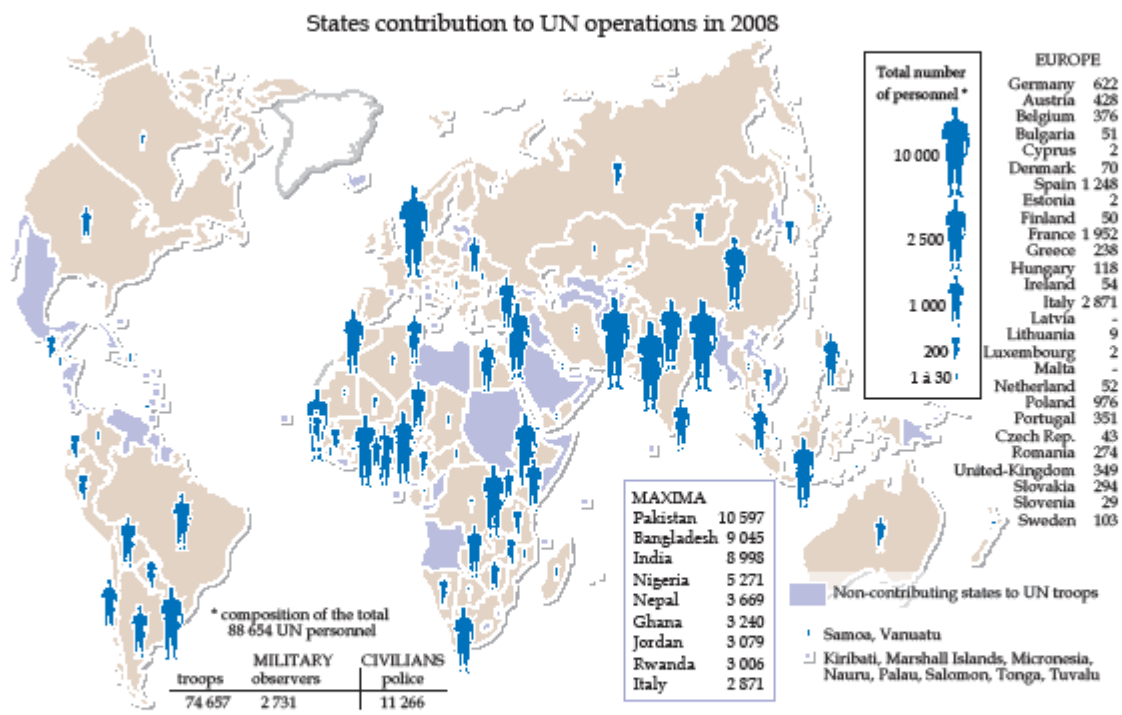 States contribution to UN operations in 2008
Total number
of personnel *
10 000
2 500
1 000
200
1 à 30
EUROPE
Germany 622
Austria 428
Belgium 376
Bulgaria 51
Cyprus 2
Denmark 70
Spain 1 248
Estonia 2
Finland 50
France 1 952
Greece 238
Hungary 118
Ireland 54
Italy 2 871
Latvia -
Lithuania 9
Luxembourg 2
Malta -
Netherland 52
Poland 976
Portugal 351
Czech Rep. 43
Romania 274
United-Kingdom 349
Slovakia 294
Slovenia 29
Sweden 103
MAXIMA
Pakistan 10 597
Bangladesh 9 045
India 8 998
Nigeria 5 271
Nepal 3 669
Ghana 3 240
Jordan 3 079
Rwanda 3 006
Italy 2 871
Non-contributing states to UN troops
Samoa, Vanuatu
Kiribati, Marshall Islands, Micronesia,
Nauru, Palau, Salomon, Tonga, Tuvalu
* composition of the total
88 654 UN personnel
MILITARY CIVILIANS
troops observers police
74 657 2 731 11 266